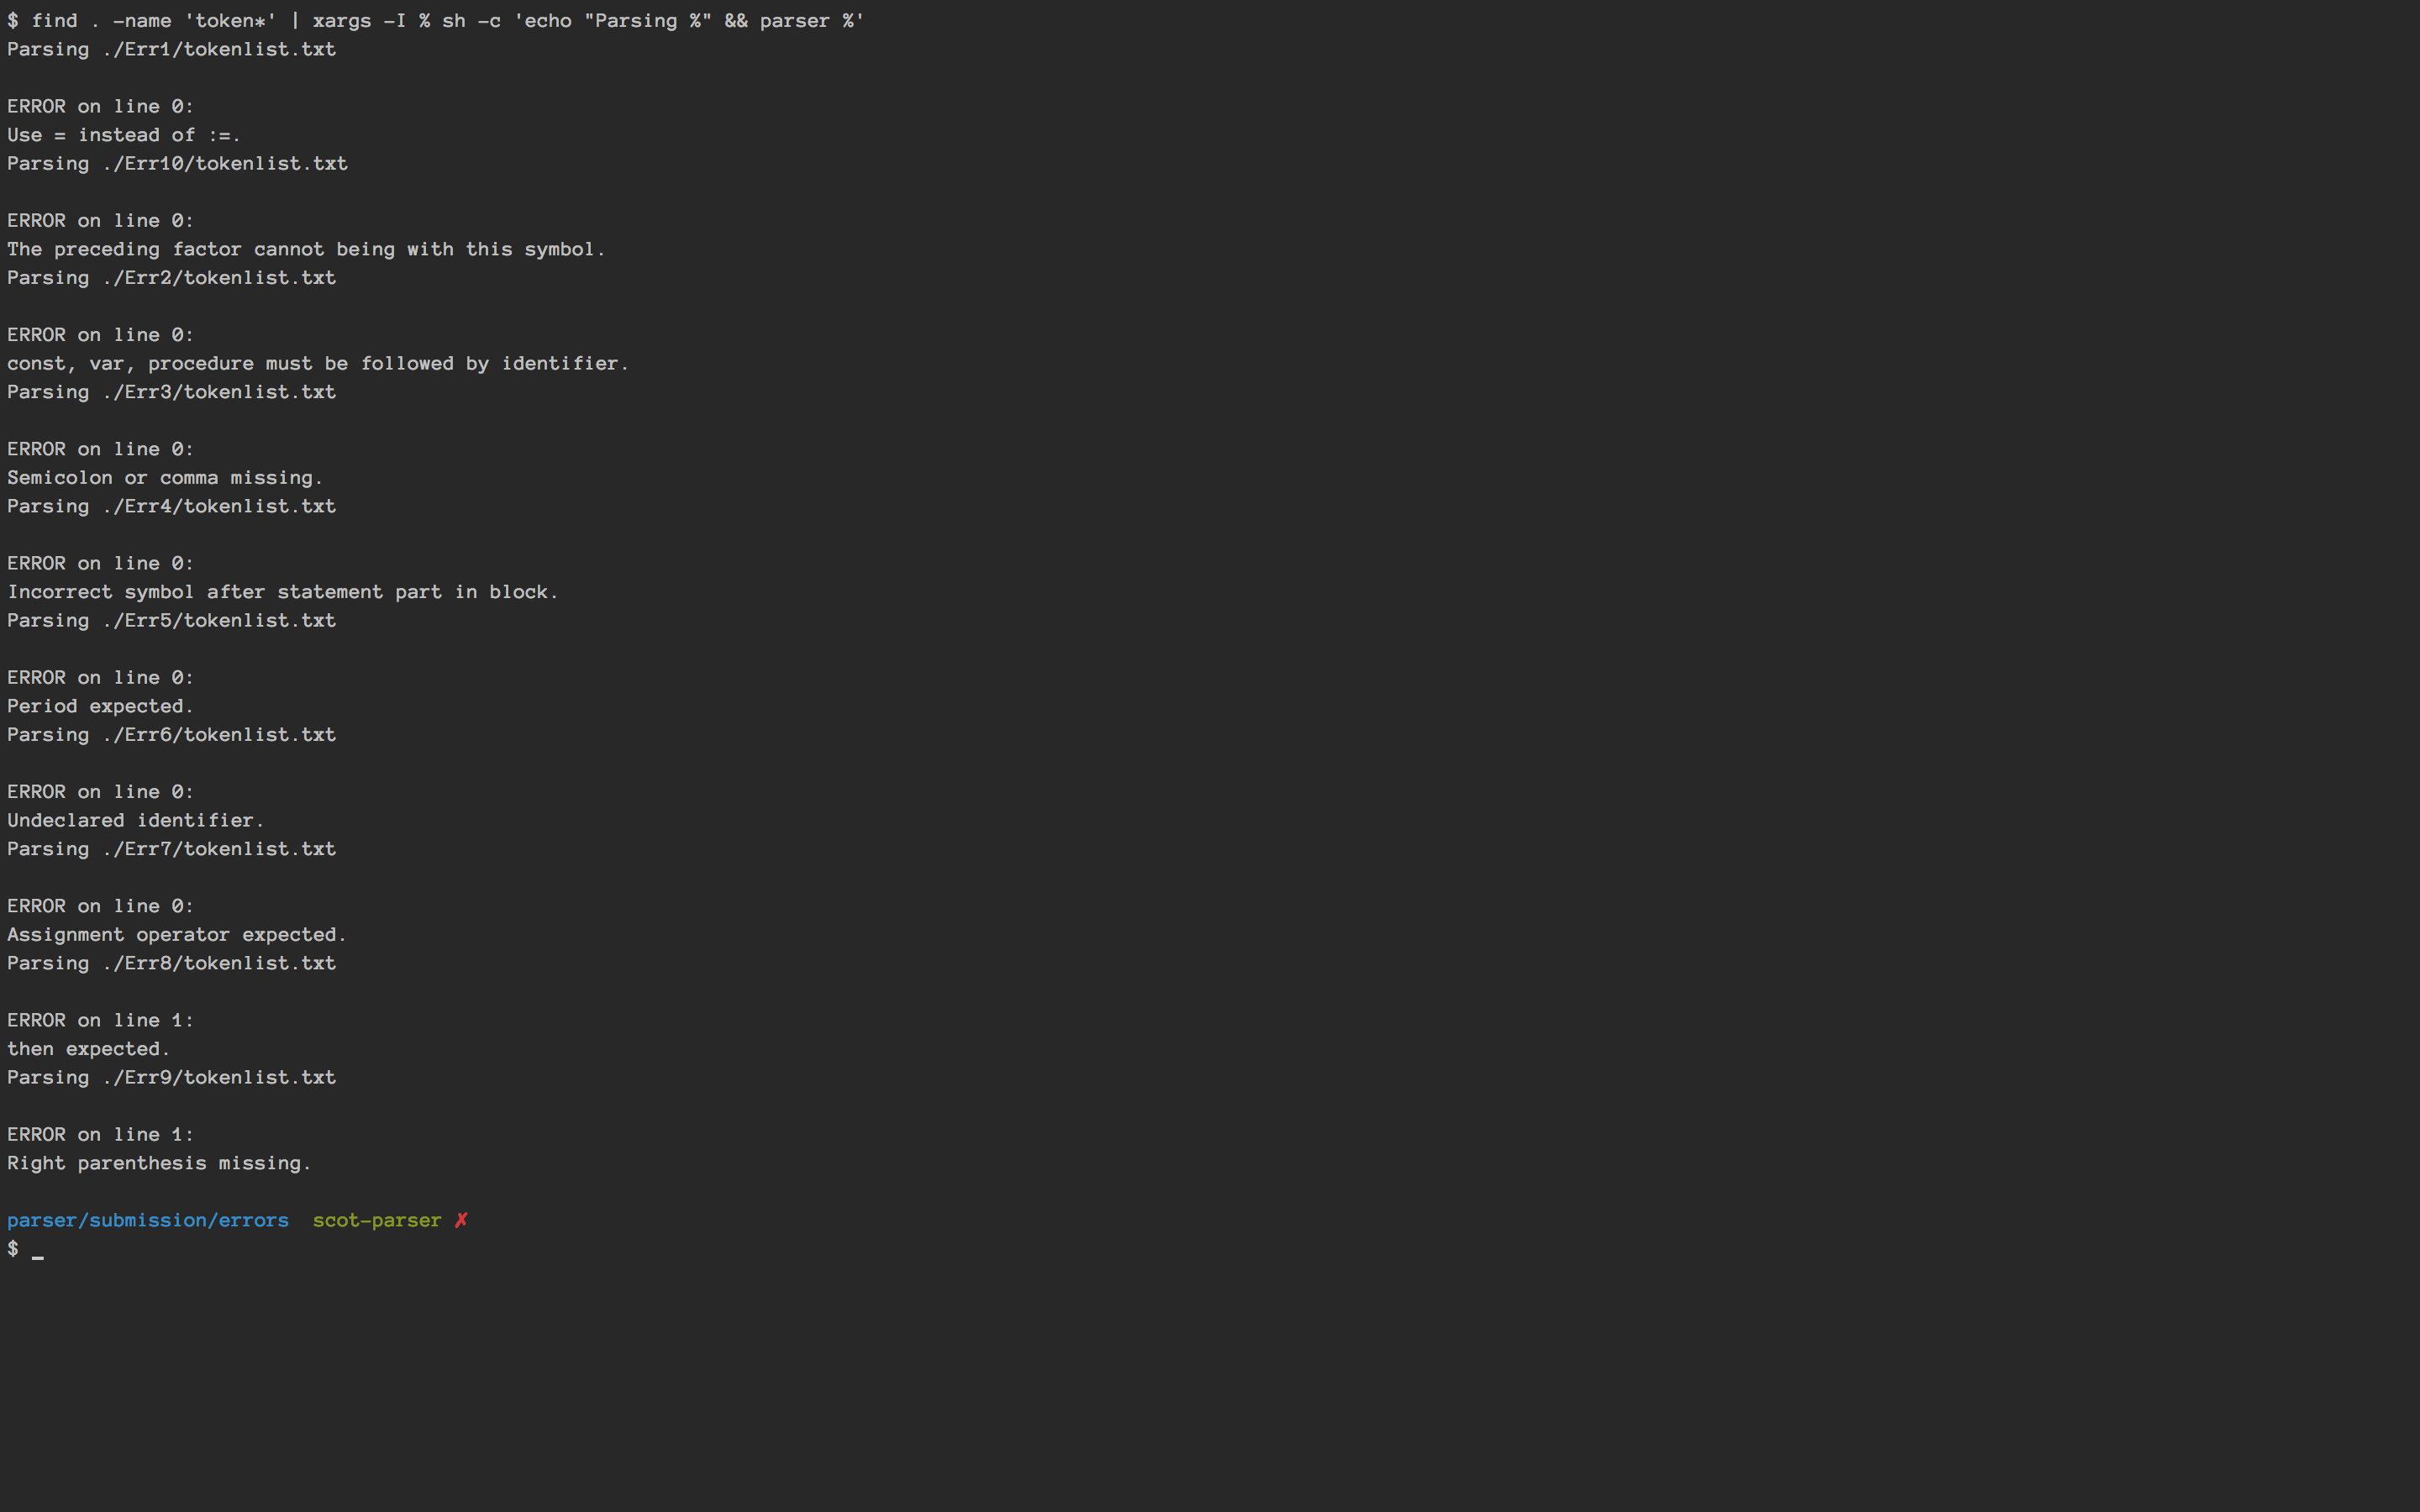 $ find . -name 'token*' | xargs -I % sh -c 'echo "Parsing %" && parser %'
Parsing ./Err1/tokenlist.txt
ERROR on line 0:
Use = instead of :=.
Parsing ./Err10/tokenlist.txt
ERROR on line 0:
The preceding factor cannot being with this symbol.
Parsing ./Err2/tokenlist.txt
ERROR on line 0:
const, var, procedure must be followed by identifier.
Parsing ./Err3/tokenlist.txt
ERROR on line 0:
Semicolon or comma missing.
Parsing ./Err4/tokenlist.txt
ERROR on line 0:
Incorrect symbol after statement part in block.
Parsing ./Err5/tokenlist.txt
ERROR on line 0:
Period expected.
Parsing ./Err6/tokenlist.txt
ERROR on line 0:
Undeclared identifier.
Parsing ./Err7/tokenlist.txt
ERROR on line 0:
Assignment operator expected.
Parsing ./Err8/tokenlist.txt
ERROR on line 1:
then expected.
Parsing ./Err9/tokenlist.txt
ERROR on line 1:
Right parenthesis missing.
parser/submission/errors  scot-parser ✗
$ _